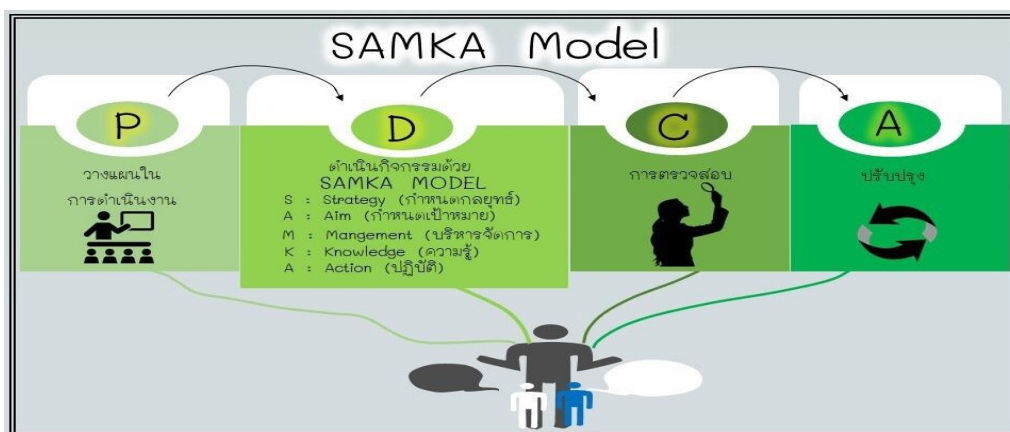 SAMKA Model
P
วางแผนใน
การดำเนินงาน
D
ดำเนินกิจกรรมด้วย
SAMKA MODEL
S : Strategy (กำหนดกลยุทธ์)
A : Aim (กำหนดเป้าหมาย)
M : Mangement (บริหารจัดการ)
K : Knowledge (ความรู้)
A : Action (ปฏิบัติ)
C
การตรวจสอบ
A
ปรับปรุง